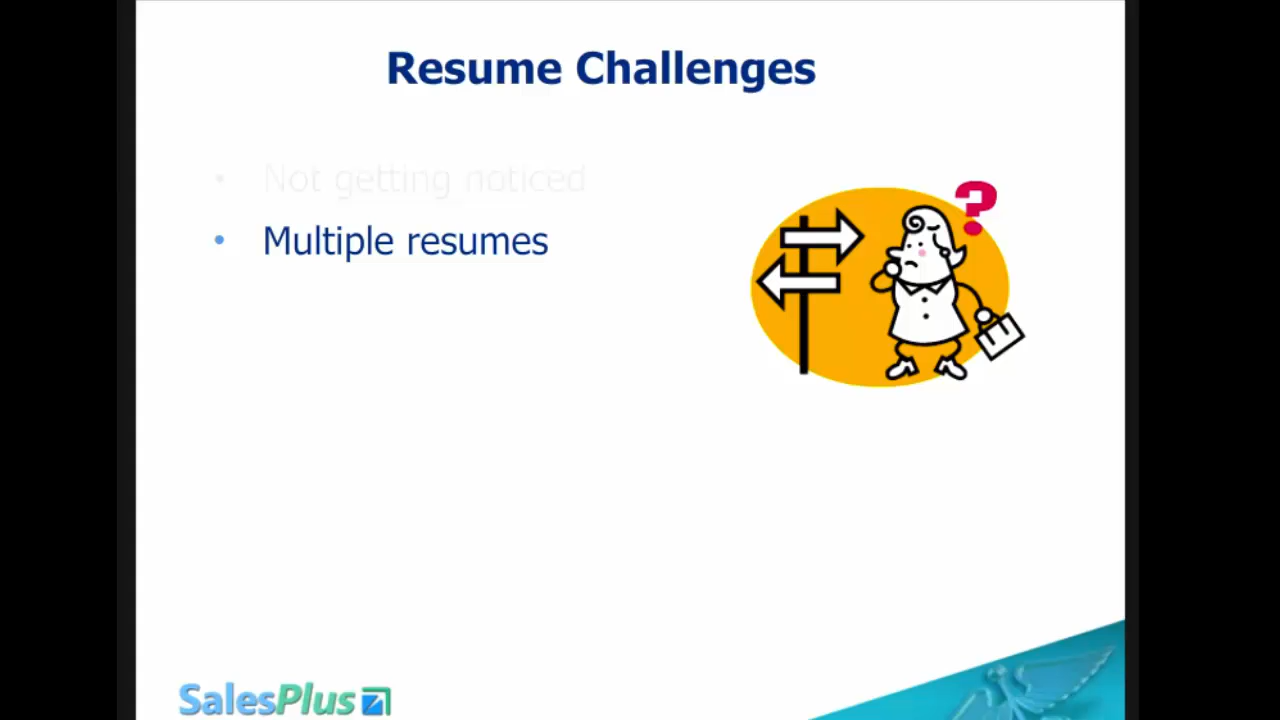 Resume Challenges
• Not getting noticed
• Multiple resumes
?
SalesPlus